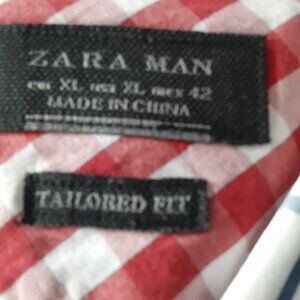 ZARA MAN
EUR XL USA XL MEX 42
MADE IN CHINA
TAILORED FIT